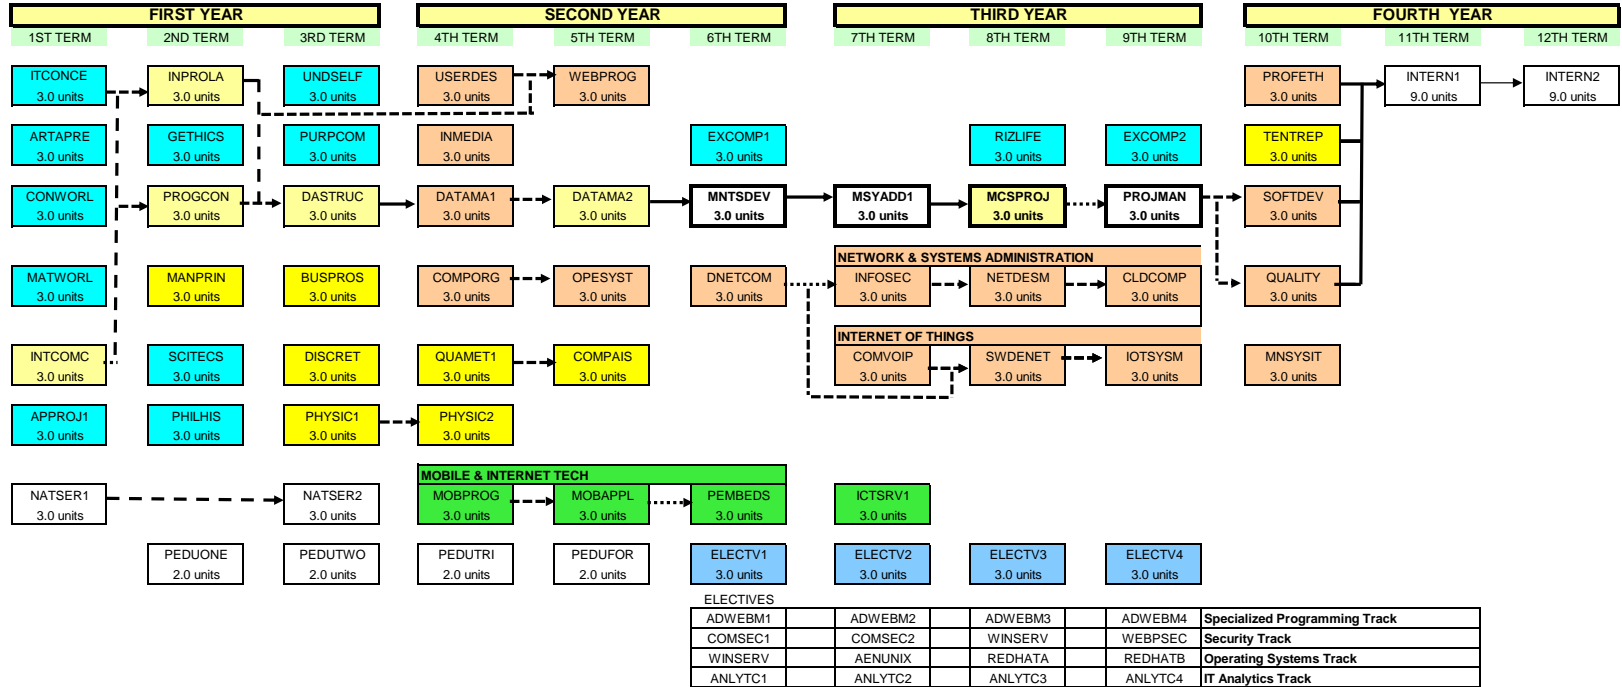 FIRST YEAR SECOND YEAR THIRD YEAR FOURTH YEAR
1ST TERM 2ND TERM 3RD TERM 4TH TERM 5TH TERM 6TH TERM 7TH TERM 8TH TERM 9TH TERM 10TH TERM 11TH TERM 12TH TERM
ITCONCE INPROLA UNDSELF USERDES WEBPROG PROFETH INTERN1 INTERN2
3.0 units 3.0 units 3.0 units 3.0 units 3.0 units 3.0 units 9.0 units 9.0 units
ARTAPRE GETHICS PURPCOM INMEDIA EXCOMP1 RIZLIFE EXCOMP2 TENTREP
3.0 units 3.0 units 3.0 units 3.0 units 3.0 units 3.0 units 3.0 units 3.0 units
CONWORL PROGCON DASTRUC DATAMA1 DATAMA2 MNTSDEV MSYADD1 MCSPROJ PROJMAN SOFTDEV
3.0 units 3.0 units 3.0 units 3.0 units 3.0 units 3.0 units 3.0 units 3.0 units 3.0 units 3.0 units
NETWORK & SYSTEMS ADMINISTRATION
MATWORL MANPRIN BUSPROS COMPORG OPESYST DNETCOM INFOSEC NETDESM CLDCOMP QUALITY
3.0 units 3.0 units 3.0 units 3.0 units 3.0 units 3.0 units 3.0 units 3.0 units 3.0 units 3.0 units
INTERNET OF THINGS
INTCOMC SCITECS DISCRET QUAMET1 COMPAIS COMVOIP SWDENET IOTSYSM MNSYSIT
3.0 units 3.0 units 3.0 units 3.0 units 3.0 units 3.0 units 3.0 units 3.0 units 3.0 units
APPROJ1 PHILHIS PHYSIC1 PHYSIC2
3.0 units 3.0 units 3.0 units 3.0 units
MOBILE & INTERNET TECH
NATSER1 NATSER2 MOBPROG MOBAPPL PEMBEDS ICTSRV1
3.0 units 3.0 units 3.0 units 3.0 units 3.0 units 3.0 units
PEDUONE PEDUTWO PEDUTRI PEDUFOR ELECTV1 ELECTV2 ELECTV3 ELECTV4
2.0 units 2.0 units 2.0 units 2.0 units 3.0 units 3.0 units 3.0 units 3.0 units
ELECTIVES
ADWEBM1 ADWEBM2 ADWEBM3 ADWEBM4 Specialized Programming Track
COMSEC1 COMSEC2 WINSERV WEBPSEC Security Track
WINSERV AENUNIX REDHATA REDHATB Operating Systems Track
ANLYTC1 ANLYTC2 ANLYTC3 ANLYTC4 IT Analytics Track